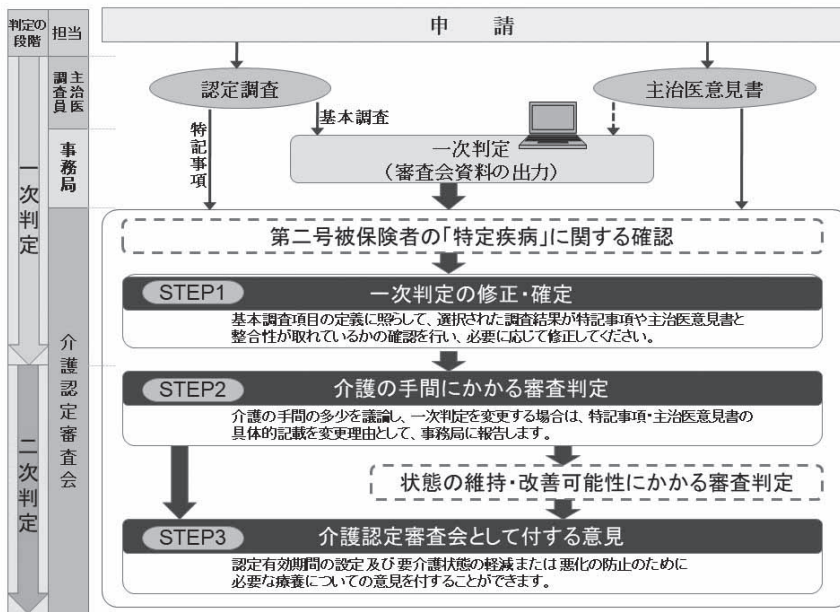 判定の
段階
担当
申　請
主治医
調査員
認定調査
主治医意見書
特記事項
基本調査
事務局
一次判定
（審査会資料の出力）
一次判定
第二号被保険者の「特定疾病」に関する確認
STEP1
一次判定の修正・確定
基本調査項目の定義に照らして、選択された調査結果が特記事項や主治医意見書と
整合性が取れているかの確認を行い、必要に応じて修正してください。
介護認定審査会
STEP2
介護の手間にかかる審査判定
介護の手間の多少を議論し、一次判定を変更する場合は、特記事項・主治医意見書の
具体的記載を変更理由として、事務局に報告します。
二次判定
状態の維持・改善可能性にかかる審査判定
STEP3
介護認定審査会として付する意見
認定有効期間の設定及び要介護状態の軽減または悪化の防止のために
必要な療養についての意見を付することができます。